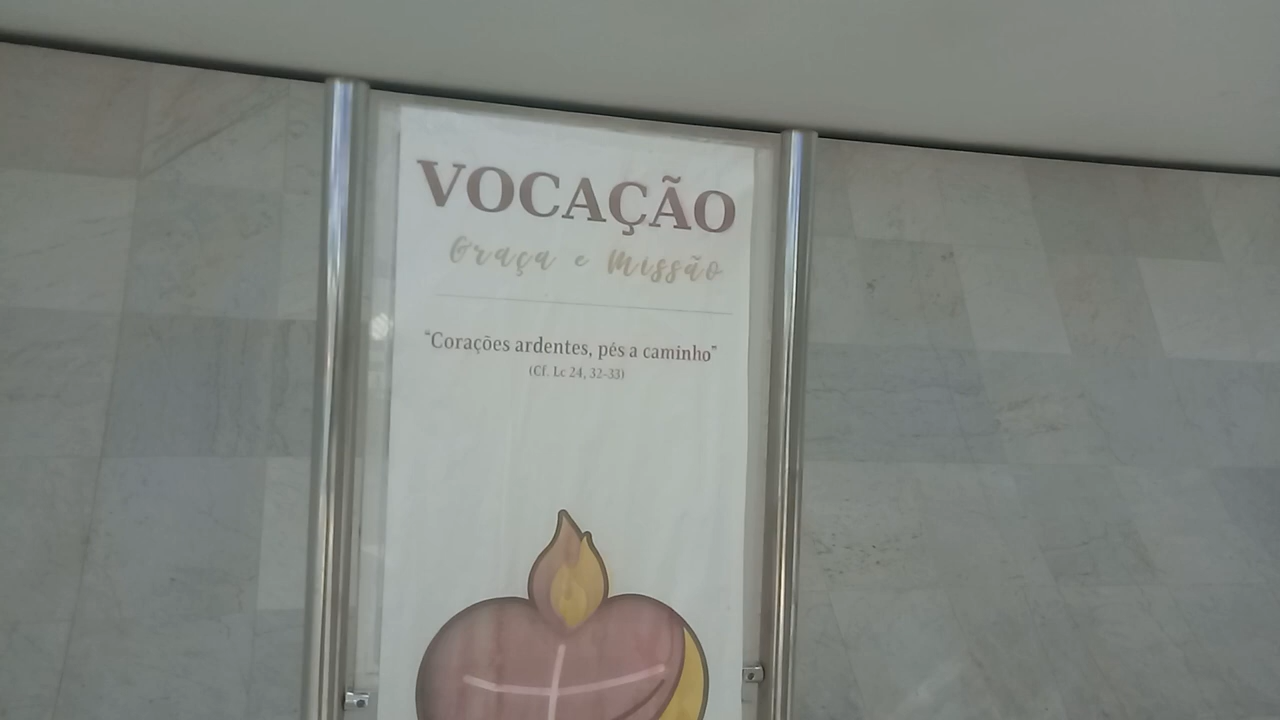 VOCAÇÃO
Graça e Missão
“Corações ardentes, pés a caminho”
(Cf. Lc 24, 32-33)